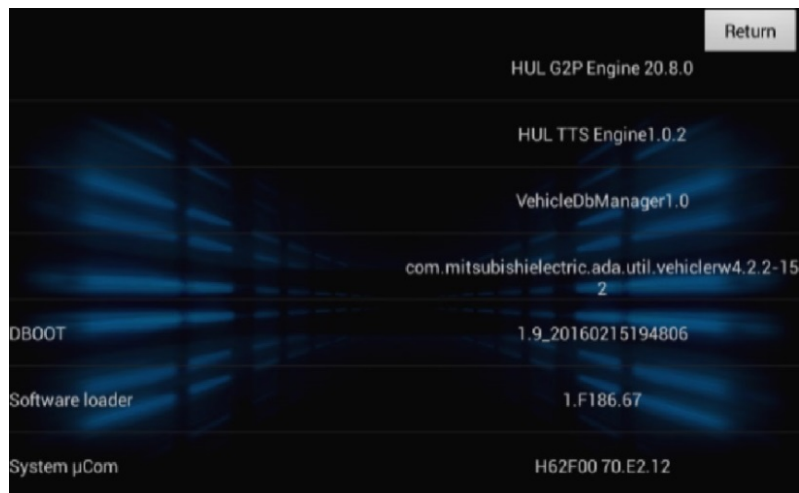 Return
HUL G2P Engine 20.8.0
HUL TTS Engine1.0.2
VehicleDbManager1.0
com.mitsubishielectric.ada.util.vehiclerw4.2.2-15
2
DBOOT 1.9_20160215194806
Software loader 1.F186.67
System µCom H62F00 70.E2.12